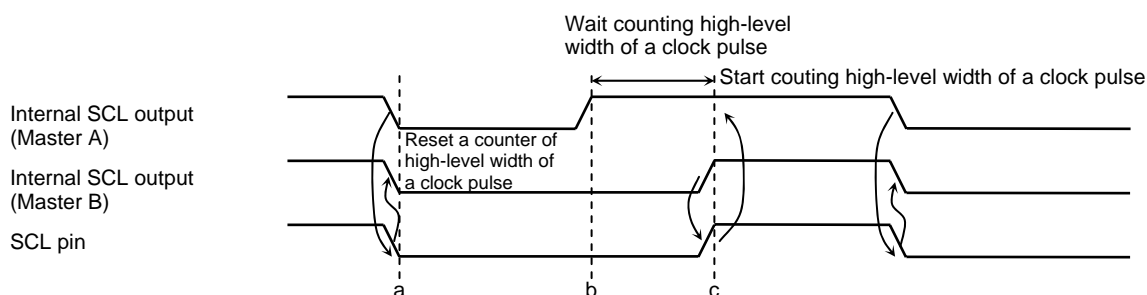 Wait counting high-level
width of a clock pulse
Start couting high-level width of a clock pulse
Internal SCL output
(Master A)
Reset a counter of
high-level width of
a clock pulse
Internal SCL output
(Master B)
SCL pin
a
b
c